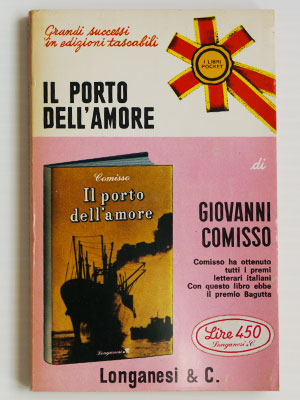 Grandi successi
in edizioni tascabili
I LIBRI
POCKET
IL PORTO
DELL'AMORE
di
Comisso
Il porto
dell'amore
Longanesi & C.
GIOVANNI
COMISSO
Comisso ha ottenuto
tutti i premi
letterari italiani
Con questo libro ebbe
il premio Bagutta
Lire 450
Longanesi & C.
Longanesi & C.